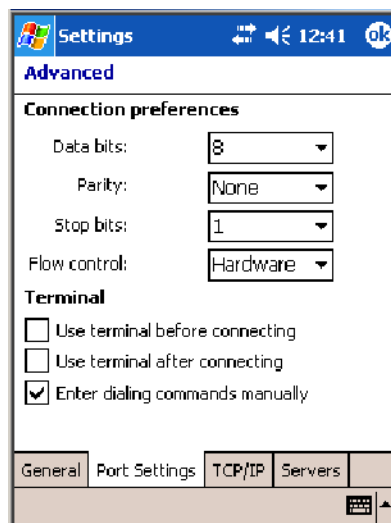 Settings 12:41 ok
Advanced
Connection preferences
Data bits: 8
Parity: None
Stop bits: 1
Flow control: Hardware
Terminal
Use terminal before connecting
Use terminal after connecting
Enter dialing commands manually
General Port Settings TCP/IP Servers